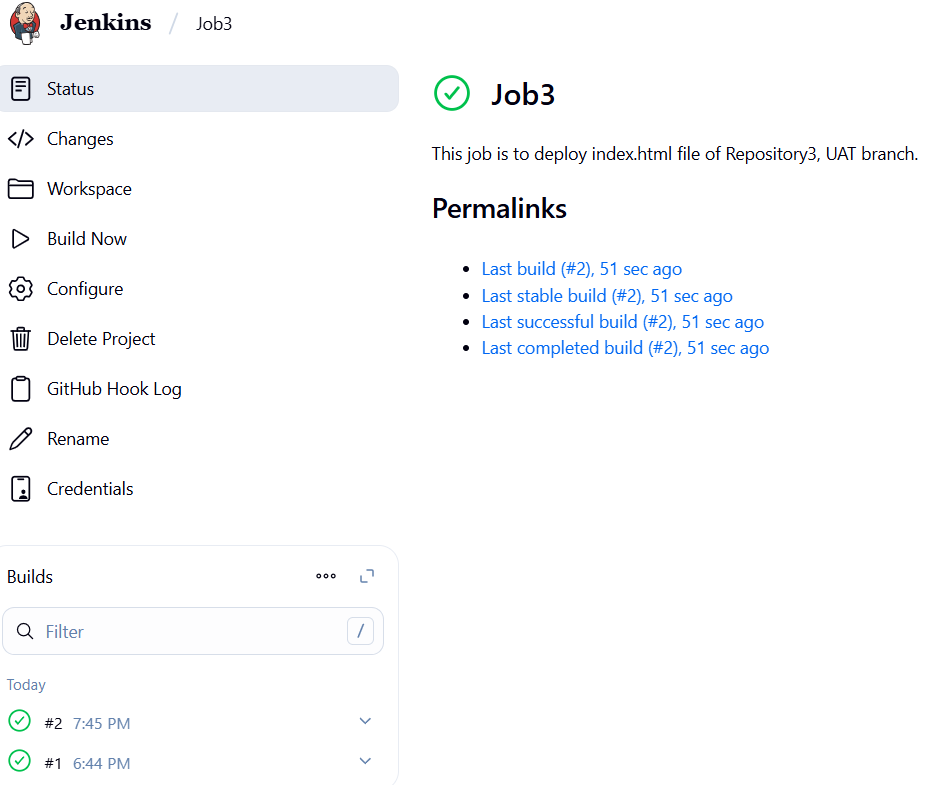 Jenkins / Job3
Status
Changes
Workspace
Build Now
Configure
Delete Project
GitHub Hook Log
Rename
Credentials
Builds
Filter /
Today
#2 7:45 PM
#1 6:44 PM
Job3
This job is to deploy index.html file of Repository3, UAT branch.
Permalinks
Last build (#2), 51 sec ago
Last stable build (#2), 51 sec ago
Last successful build (#2), 51 sec ago
Last completed build (#2), 51 sec ago